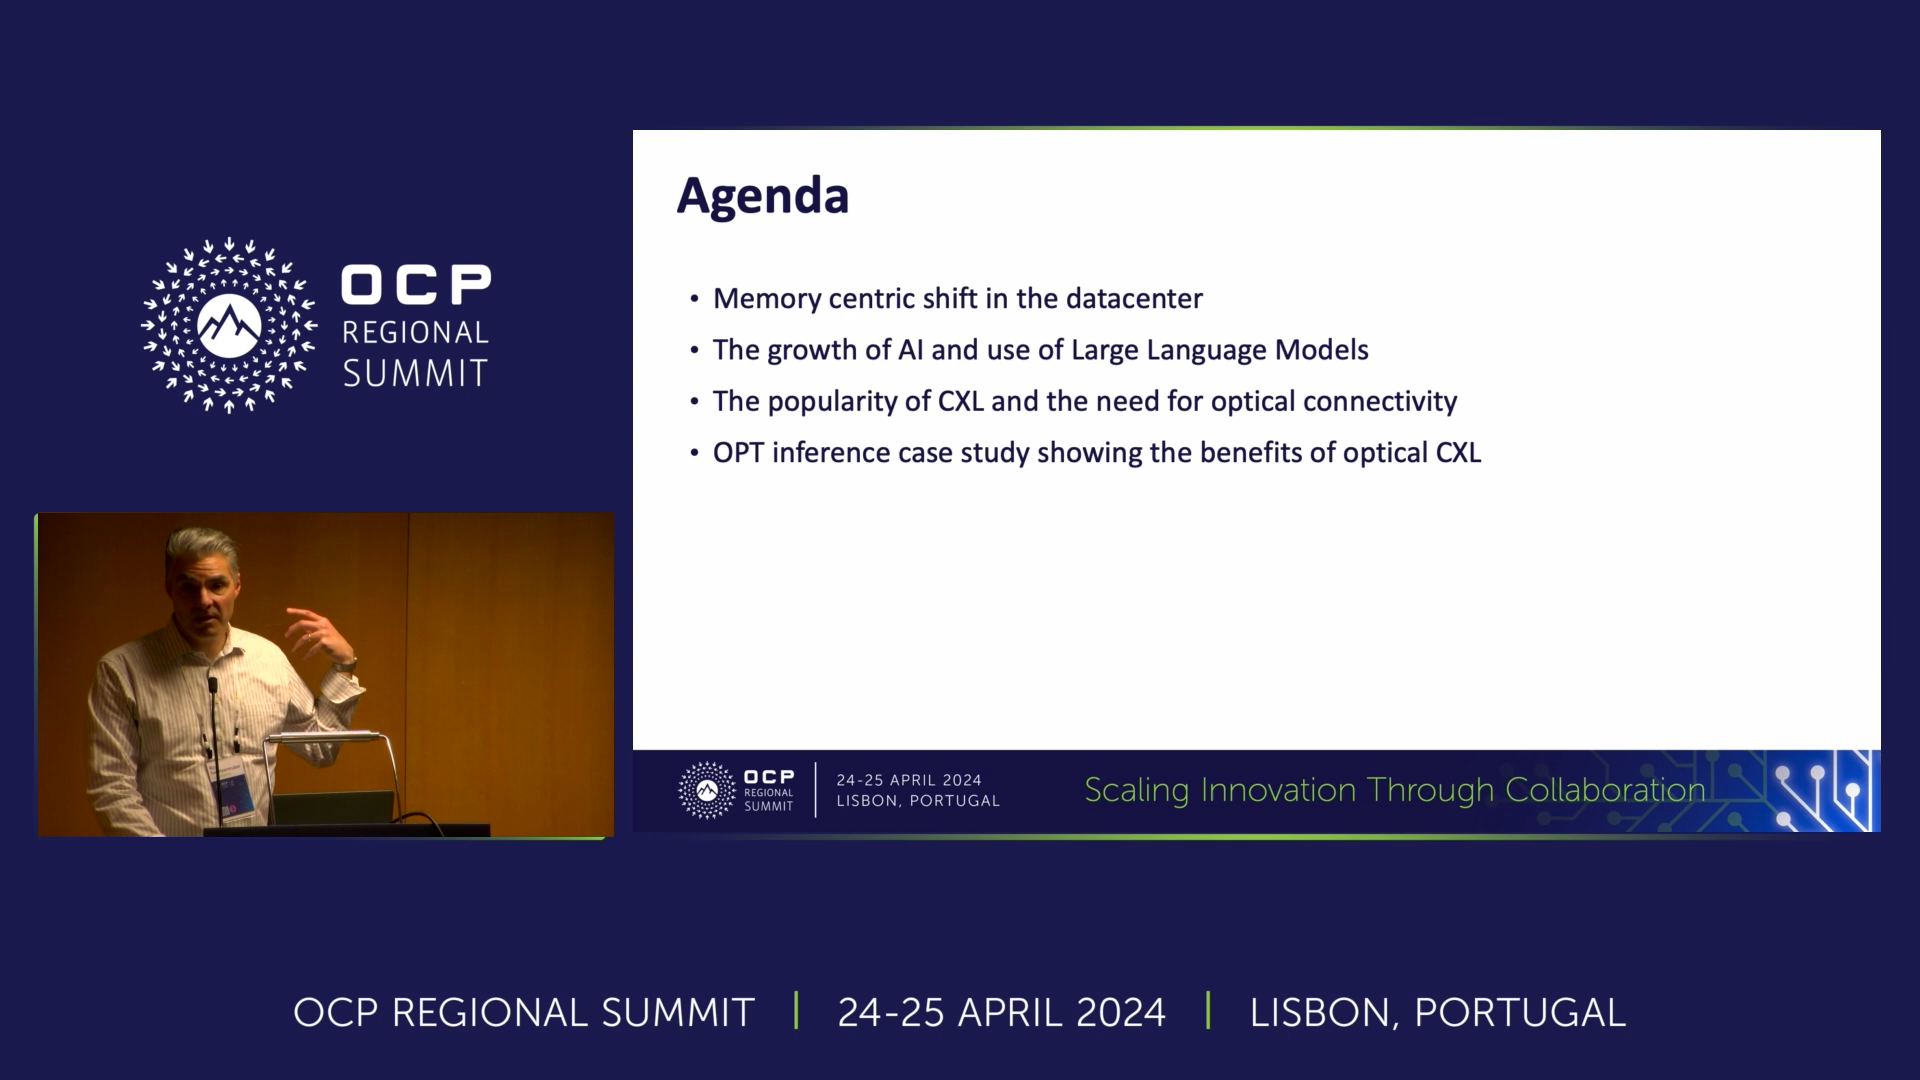 OCP
REGIONAL
SUMMIT
Agenda
• Memory centric shift in the datacenter
• The growth of AI and use of Large Language Models
• The popularity of CXL and the need for optical connectivity
• OPT inference case study showing the benefits of optical CXL
OCP
REGIONAL
SUMMIT
24-25 APRIL 2024
LISBON, PORTUGAL
Scaling Innovation Through Collaboration
OCP REGIONAL SUMMIT | 24-25 APRIL 2024 | LISBON, PORTUGAL